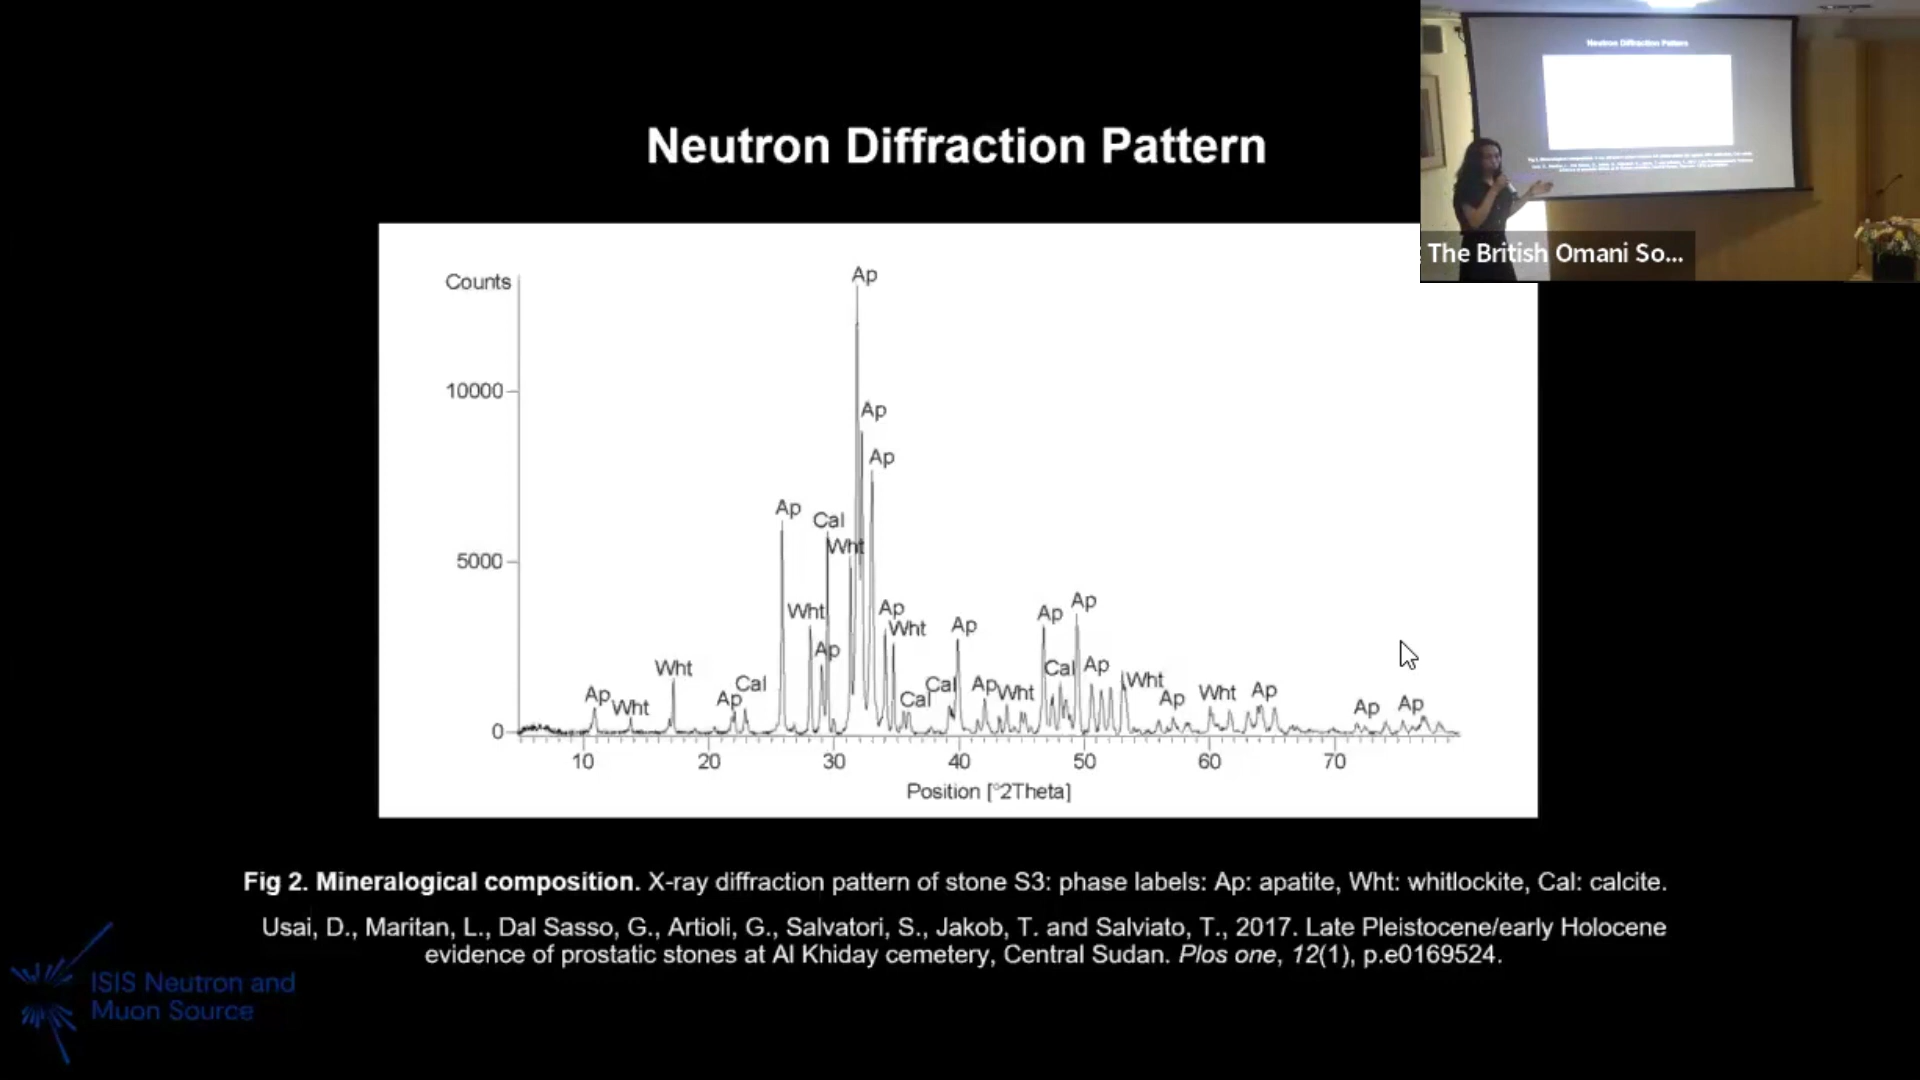 Neutron Diffraction Pattern
Neutron Diffraction Pattern
The British Omani So...
Counts
10000
5000
0
Ap
Ap
Ap
Ap
Cal
Wht
Wht
Ap
Ap
Wht
Ap
Wht
Wht
Ap
Cal
Cal
Cal
Ap
Ap
Wht
Ap
Ap
Cal
Ap
Wht
Ap
Wht
Ap
Ap
Ap
10 20 30 40 50 60 70
Position [°2Theta]
Fig 2. Mineralogical composition. X-ray diffraction pattern of stone S3: phase labels: Ap: apatite, Wht: whitlockite, Cal: calcite.
Usai, D., Maritan, L., Dal Sasso, G., Artioli, G., Salvatori, S., Jakob, T. and Salviato, T., 2017. Late Pleistocene/early Holocene
evidence of prostatic stones at Al Khiday cemetery, Central Sudan. Plos one, 12(1), p.e0169524.
ISIS Neutron and
Muon Source